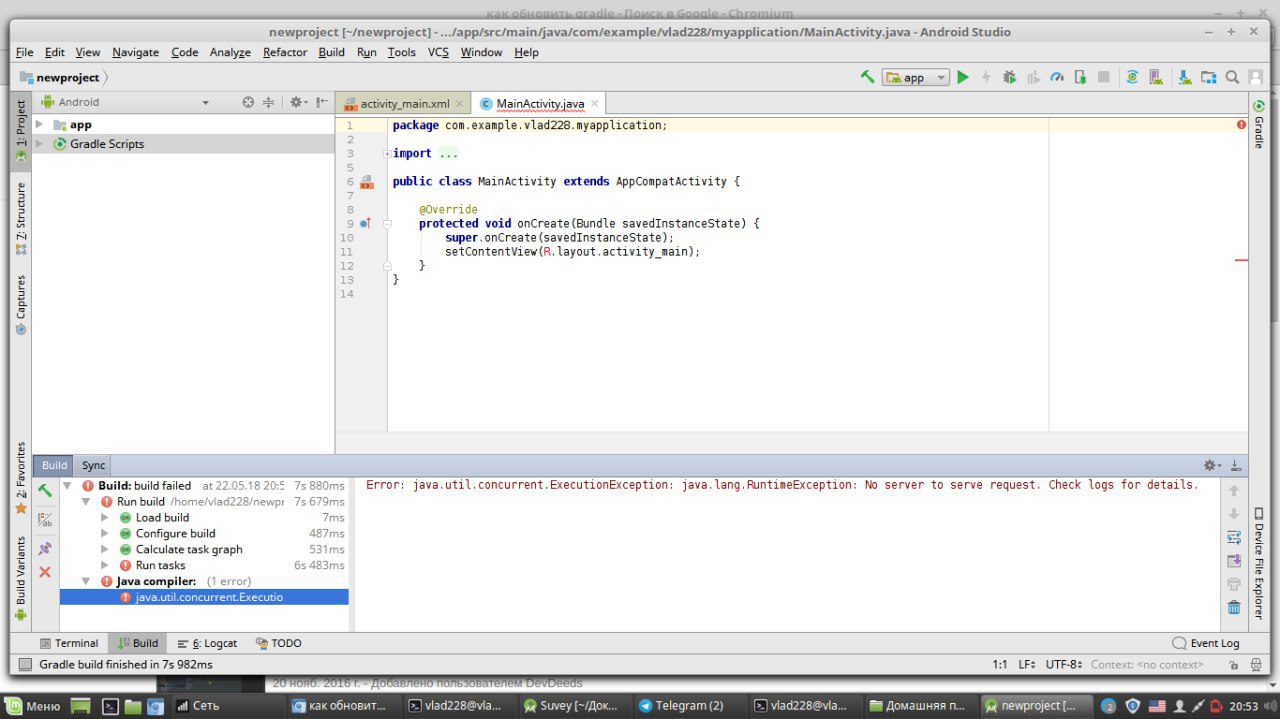 как обновить gradle - Поиск в Google - Chromium
newproject [~/newproject] - .../app/src/main/java/com/example/vlad228/myapplication/MainActivity.java - Android Studio
File Edit View Navigate Code Analyze Refactor Build Run Tools VCS Window Help
newproject
app
1: Project
Android
activity_main.xml
MainActivity.java
Gradle
app
Gradle Scripts
Z: Structure
Captures
2: Favorites
Build Variants
1 package com.example.vlad228.myapplication;
2
3 import ...
5
6 public class MainActivity extends AppCompatActivity {
7
8 @Override
9 protected void onCreate(Bundle savedInstanceState) {
10 super.onCreate(savedInstanceState);
11 setContentView(R.layout.activity_main);
12 }
13 }
14
Build Sync
Build: build failed at 22.05.18 20:5 7s 880ms
Run build /home/vlad228/newpr 7s 679ms
Load build 7ms
Configure build 487ms
Calculate task graph 531ms
Run tasks 6s 483ms
Java compiler: (1 error)
java.util.concurrent.Executio
Error: java.util.concurrent.ExecutionException: java.lang.RuntimeException: No server to serve request. Check logs for details.
Device File Explorer
Terminal Build 6: Logcat TODO Event Log
Gradle build finished in 7s 982ms 1:1 LF÷ UTF-8÷ Context: <no context>
20 нояб. 2016 г. - Добавлено пользователем DevDeeds
Меню Сеть как обновит... vlad228@vla... Suvey [~/Док... Telegram (2) vlad228@vla... Домашняя п... newproject [... 2 20:53